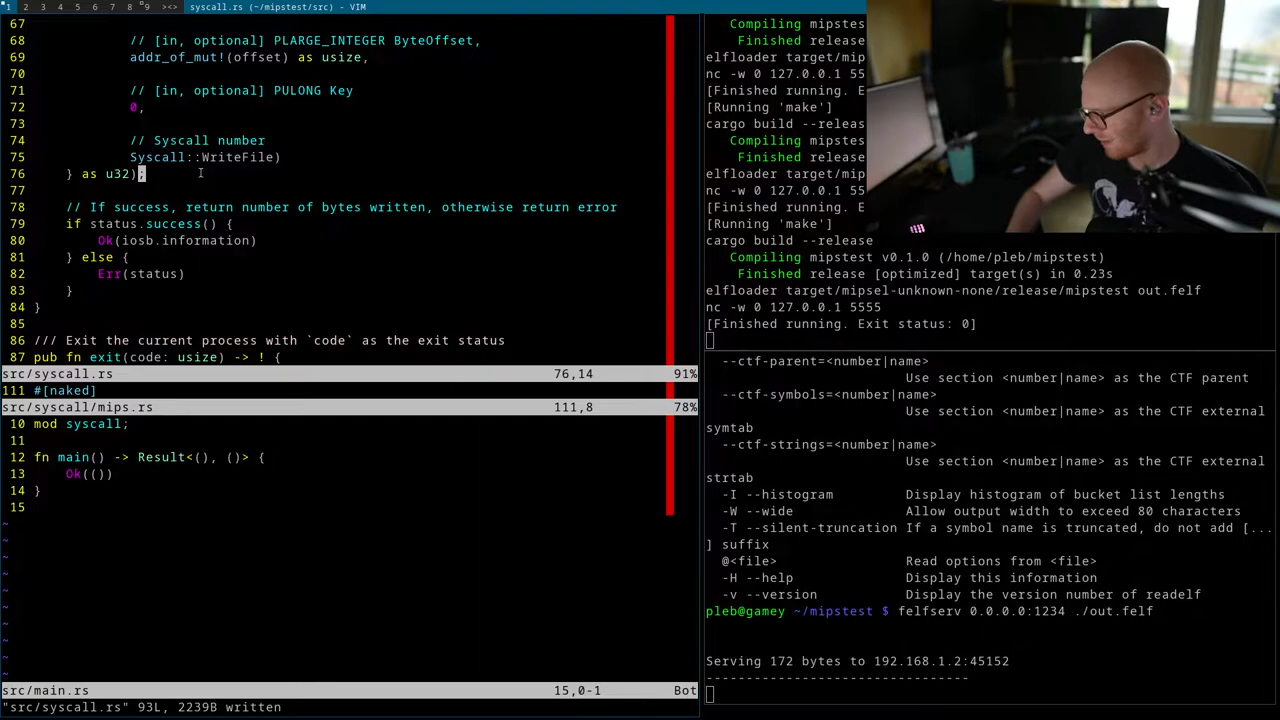 1 2 3 4 5 6 7 8 9 ><> syscall.rs (~/mipstest/src) - VIM
67
68 // [in, optional] PLARGE_INTEGER ByteOffset,
69 addr_of_mut!(offset) as usize,
70
71 // [in, optional] PULONG Key
72 0,
73
74 // Syscall number
75 Syscall::WriteFile)
76 } as u32);
77
78 // If success, return number of bytes written, otherwise return error
79 if status.success() {
80 Ok(iosb.information)
81 } else {
82 Err(status)
83 }
84 }
85
86 /// Exit the current process with `code` as the exit status
87 pub fn exit(code: usize) -> ! {
src/syscall.rs 76,14 91%
111 #[naked]
src/syscall/mips.rs 111,8 78%
10 mod syscall;
11
12 fn main() -> Result<(), ()> {
13 Ok(())
14 }
15
~
~
~
~
~
~
~
~
~
~
src/main.rs 15,0-1 Bot
"src/syscall.rs" 93L, 2239B written
Compiling mipstes
Finished release
elfloader target/mip
nc -w 0 127.0.0.1 55
[Finished running. E
[Running 'make']
cargo build --releas
Compiling mipstes
Finished release
elfloader target/mip
nc -w 0 127.0.0.1 55
[Finished running. E
[Running 'make']
cargo build --release
Compiling mipstest v0.1.0 (/home/pleb/mipstest)
Finished release [optimized] target(s) in 0.23s
elfloader target/mipsel-unknown-none/release/mipstest out.felf
nc -w 0 127.0.0.1 5555
[Finished running. Exit status: 0]
--ctf-parent=<number|name>
Use section <number|name> as the CTF parent
--ctf-symbols=<number|name>
Use section <number|name> as the CTF external
symtab
--ctf-strings=<number|name>
Use section <number|name> as the CTF external
strtab
-I --histogram Display histogram of bucket list lengths
-W --wide Allow output width to exceed 80 characters
-T --silent-truncation If a symbol name is truncated, do not add [...
] suffix
@<file> Read options from <file>
-H --help Display this information
-v --version Display the version number of readelf
pleb@gamey ~/mipstest $ felfserv 0.0.0.0:1234 ./out.felf
Serving 172 bytes to 192.168.1.2:45152
---------------------------------